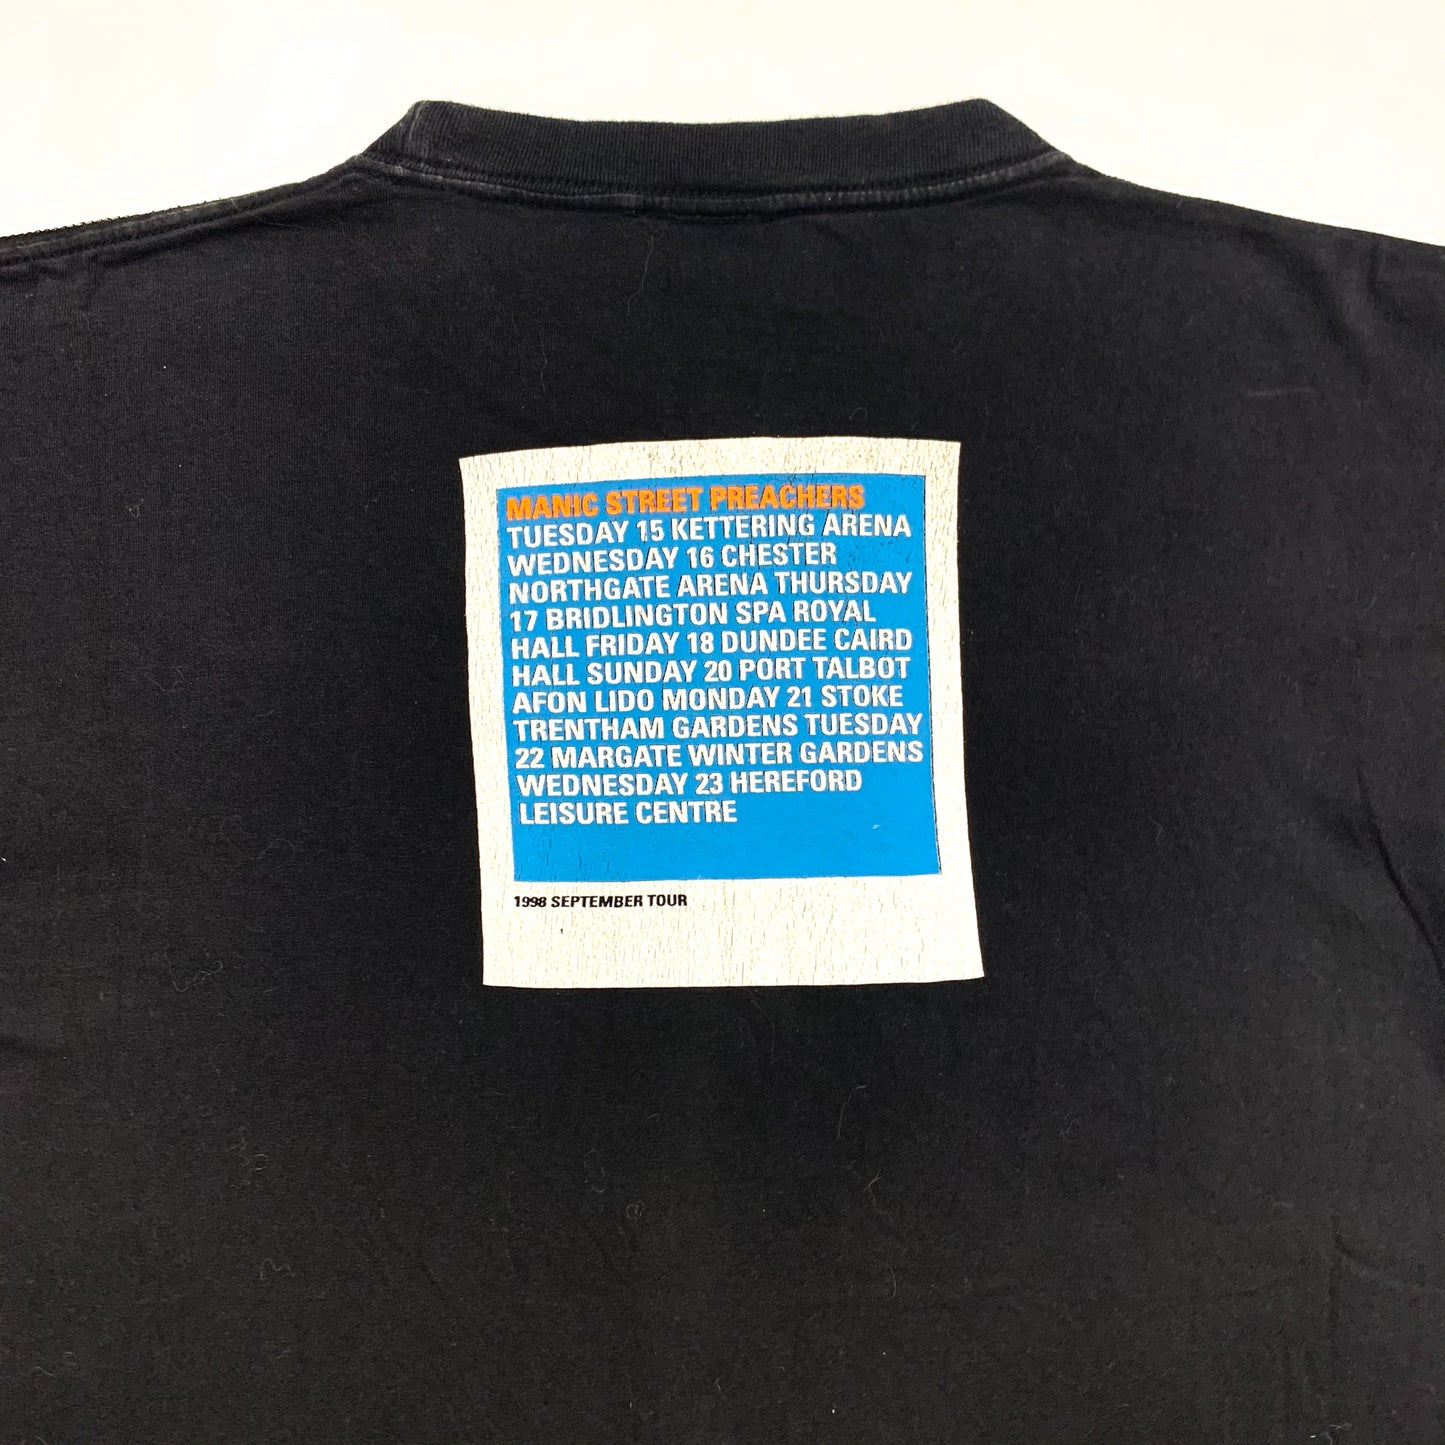 MANIC STREET PREACHERS
TUESDAY 15 KETTERING ARENA
WEDNESDAY 16 CHESTER
NORTHGATE ARENA THURSDAY
17 BRIDLINGTON SPA ROYAL
HALL FRIDAY 18 DUNDEE CAIRD
HALL SUNDAY 20 PORT TALBOT
AFON LIDO MONDAY 21 STOKE
TRENTHAM GARDENS TUESDAY
22 MARGATE WINTER GARDENS
WEDNESDAY 23 HEREFORD
LEISURE CENTRE
1998 SEPTEMBER TOUR